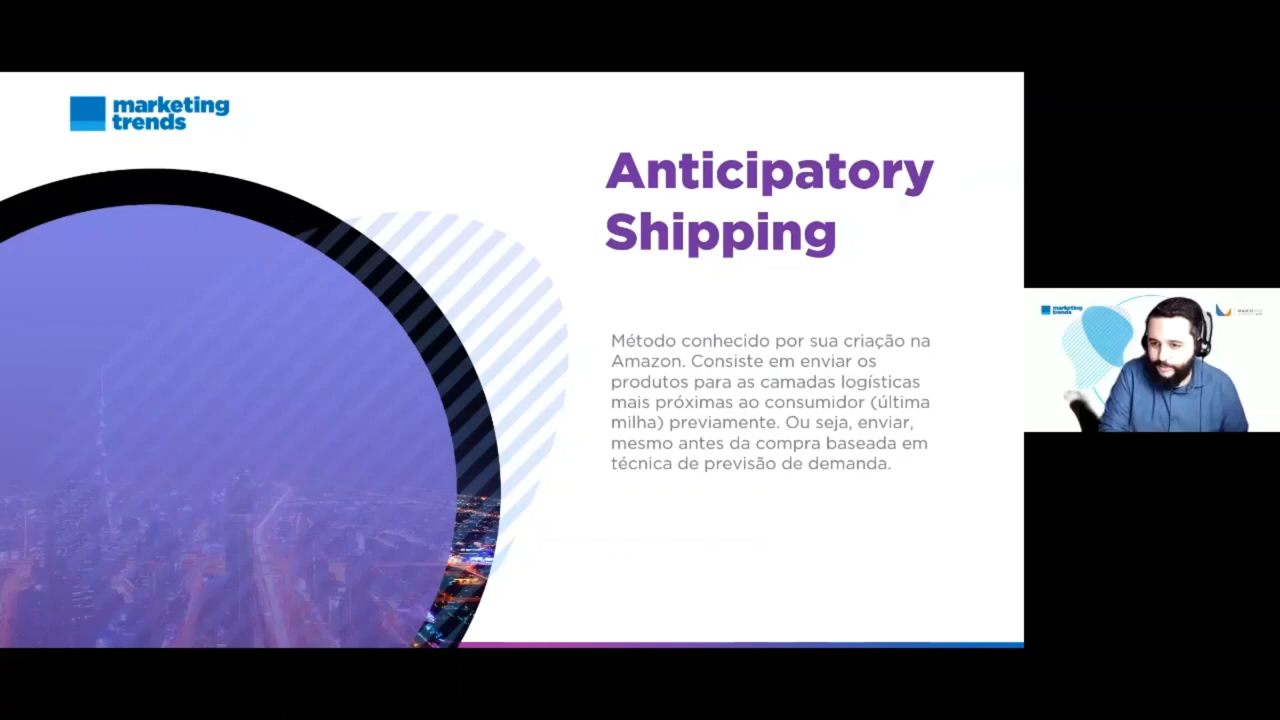 marketing
trends
Anticipatory
Shipping
Método conhecido por sua criação na
Amazon. Consiste em enviar os
produtos para as camadas logísticas
mais próximas ao consumidor (última
milha) previamente. Ou seja, enviar,
mesmo antes da compra baseada em
técnica de previsão de demanda.
marketing
trends